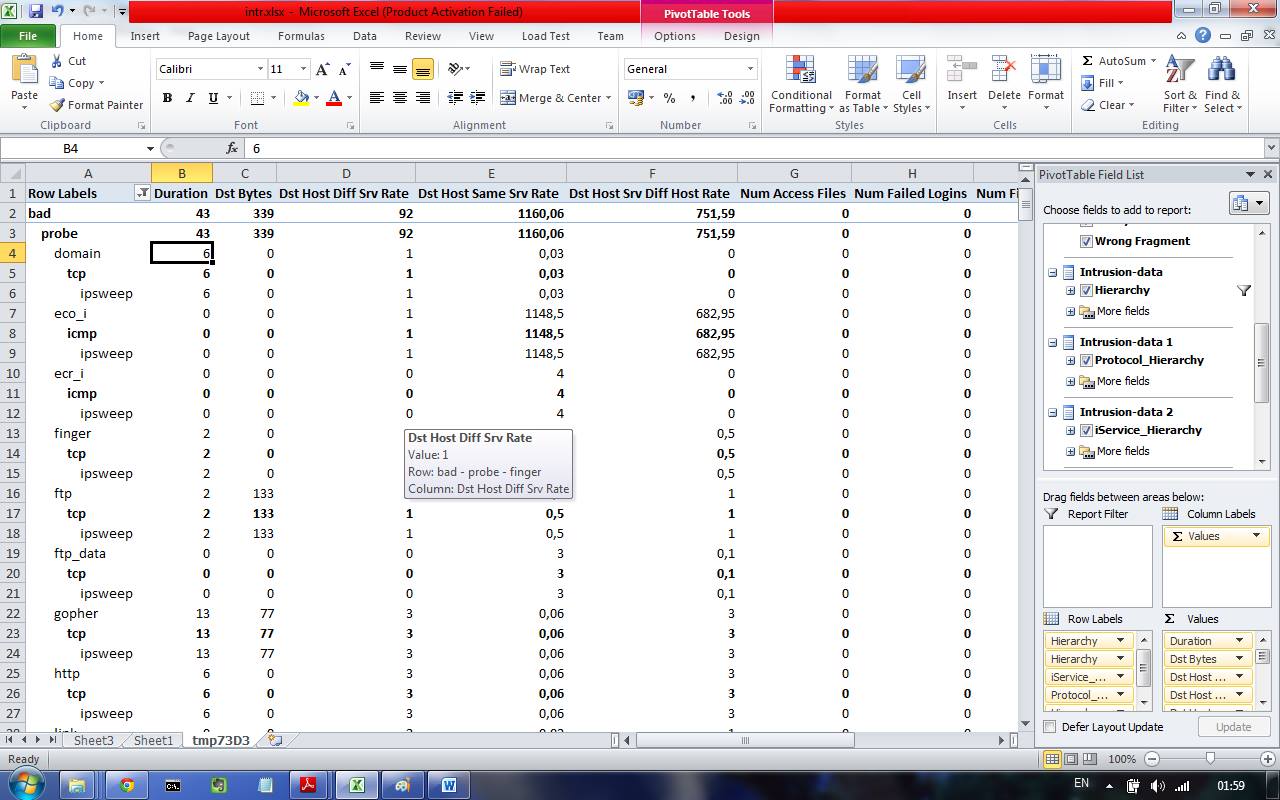 intr.xlsx - Microsoft Excel (Product Activation Failed)
PivotTable Tools
File Home Insert Page Layout Formulas Data Review View Load Test Team Options Design
Paste
Cut
Copy
Format Painter
Clipboard
Calibri 11
B I U
Font
Wrap Text
Merge & Center
Alignment
General
% ,
Number
Conditional Formatting
Format as Table
Cell Styles
Styles
Insert Delete Format
Cells
Σ AutoSum
Fill
Clear
Sort & Filter
Find & Select
Editing
B4 fx 6
A B C D E F G H
1 Row Labels Duration Dst Bytes Dst Host Diff Srv Rate Dst Host Same Srv Rate Dst Host Srv Diff Host Rate Num Access Files Num Failed Logins Num Fi
2 bad 43 339 92 1160,06 751,59 0 0
3 probe 43 339 92 1160,06 751,59 0 0
4 domain 6 0 1 0,03 0 0 0
5 tcp 6 0 1 0,03 0 0 0
6 ipsweep 6 0 1 0,03 0 0 0
7 eco_i 0 0 1 1148,5 682,95 0 0
8 icmp 0 0 1 1148,5 682,95 0 0
9 ipsweep 0 0 1 1148,5 682,95 0 0
10 ecr_i 0 0 0 4 0 0 0
11 icmp 0 0 0 4 0 0 0
12 ipsweep 0 0 0 4 0 0 0
13 finger 2 0 0,5 0 0
14 tcp 2 0 0,5 0 0
15 ipsweep 2 0 0,5 0 0
16 ftp 2 133 1 0 0
17 tcp 2 133 1 0,5 1 0 0
18 ipsweep 2 133 1 0,5 1 0 0
19 ftp_data 0 0 0 3 0,1 0 0
20 tcp 0 0 0 3 0,1 0 0
21 ipsweep 0 0 0 3 0,1 0 0
22 gopher 13 77 3 0,06 3 0 0
23 tcp 13 77 3 0,06 3 0 0
24 ipsweep 13 77 3 0,06 3 0 0
25 http 6 0 3 0,06 3 0 0
26 tcp 6 0 3 0,06 3 0 0
27 ipsweep 6 0 3 0,06 3 0 0
Dst Host Diff Srv Rate
Value: 1
Row: bad - probe - finger
Column: Dst Host Diff Srv Rate
PivotTable Field List
Choose fields to add to report:
Wrong Fragment
Intrusion-data
Hierarchy
More fields
Intrusion-data 1
Protocol_Hierarchy
More fields
Intrusion-data 2
iService_Hierarchy
More fields
Drag fields between areas below:
Report Filter
Column Labels
Σ Values
Row Labels
Σ Values
Hierarchy Duration
Hierarchy Dst Bytes
iService_... Dst Host ...
Protocol_... Dst Host ...
Defer Layout Update Update
Sheet3 Sheet1 tmp73D3
Ready 100%
EN 01:59